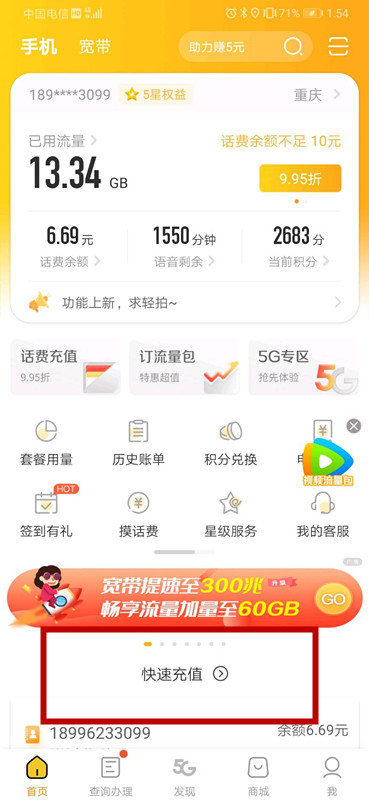 中国电信 HD 71% 1:54
手机 宽带 助力赚5元
189****3099 5星权益 重庆
已用流量 话费余额不足 10元
13.34 GB 9.95折
6.69元 1550分钟 2683分
话费余额 语音剩余 当前积分
功能上新，求轻拍~
话费充值 订流量包 5G专区
9.95折 特惠超值 抢先体验
5G
套餐用量 历史账单 积分兑换
视频流量包
HOT
签到有礼 摸话费 星级服务 我的客服
广告
宽带提速至300兆 升级
畅享流量加量至60GB GO
快速充值
18996233099 余额6.69元
5G
首页 查询办理 发现 商城 我